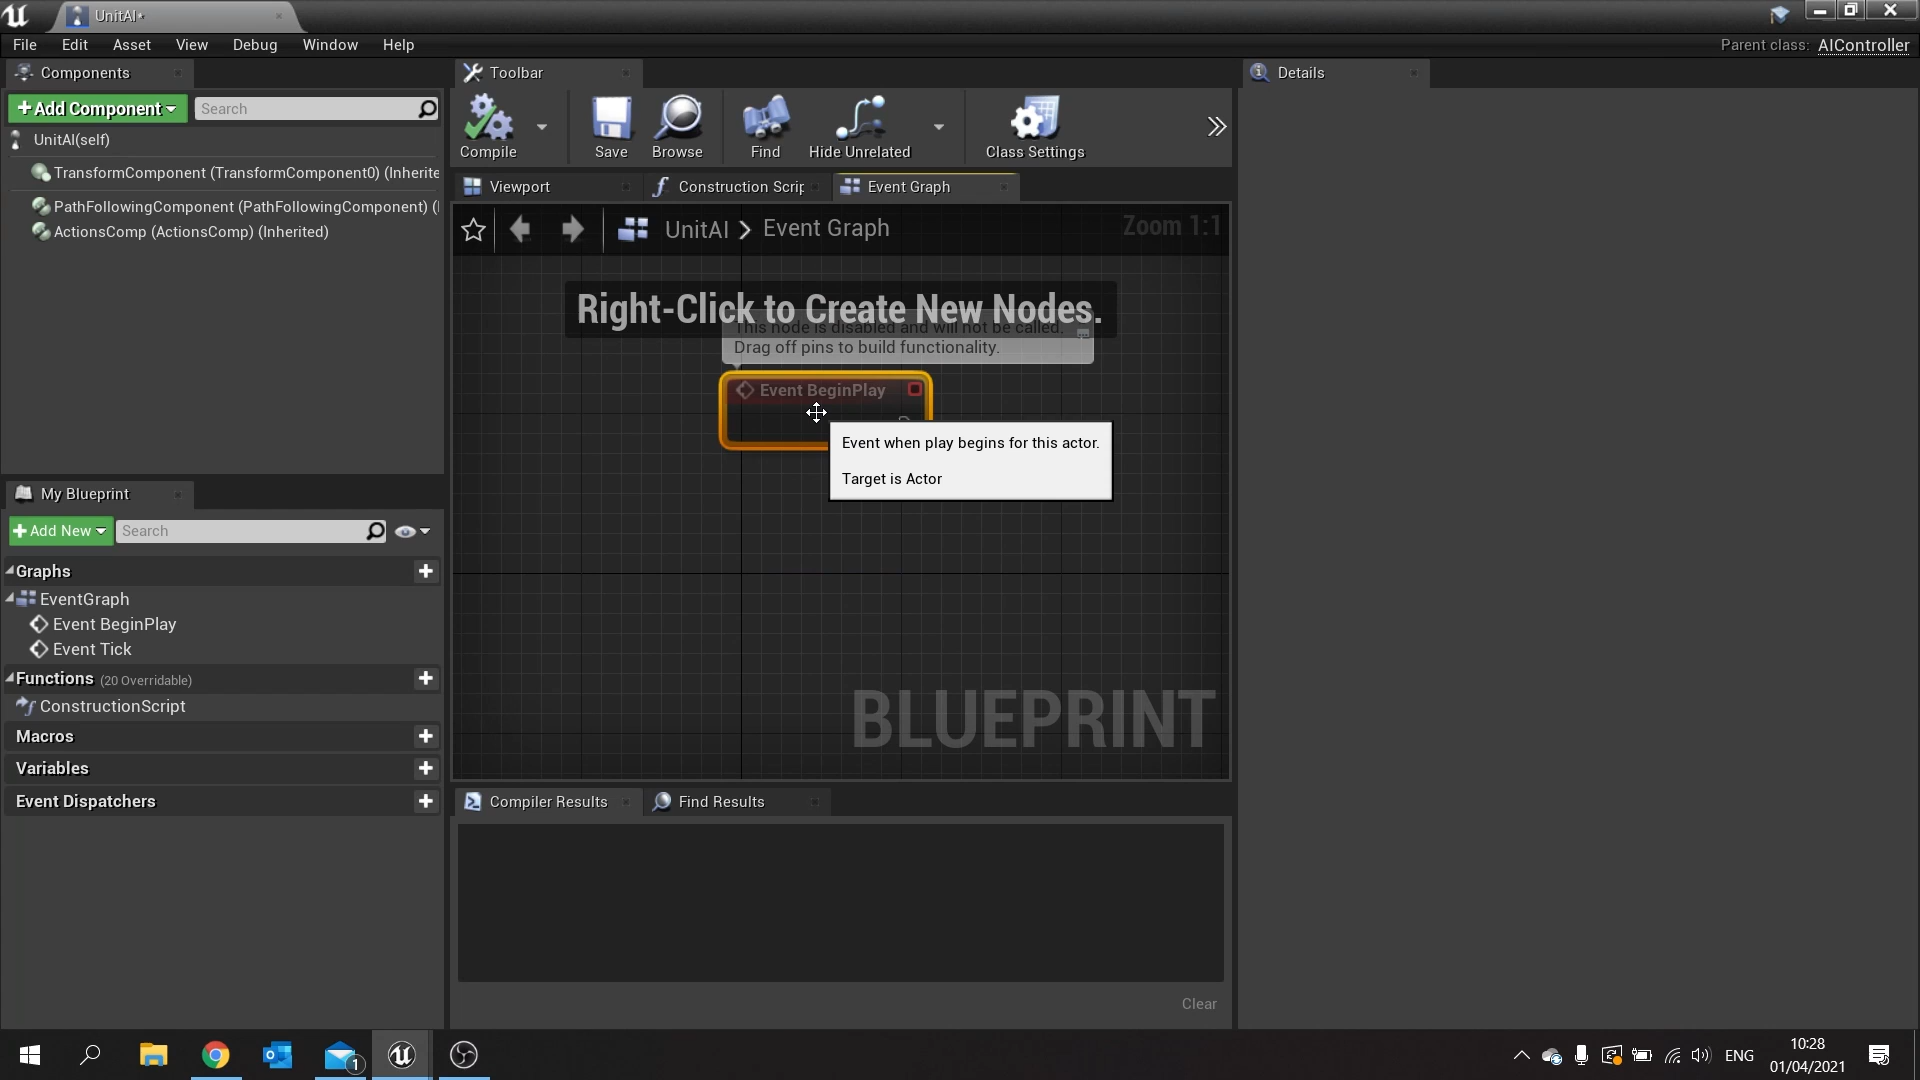 UnitAI*
File Edit Asset View Debug Window Help
Parent class: AIController
Components
Toolbar
Details
+Add Component
Search
UnitAI(self)
TransformComponent (TransformComponent0) (Inherite
PathFollowingComponent (PathFollowingComponent) (I
ActionsComp (ActionsComp) (Inherited)
Compile
Save
Browse
Find
Hide Unrelated
Class Settings
Viewport
Construction Scrip
Event Graph
UnitAI > Event Graph
Zoom 1:1
Right-Click to Create New Nodes.
This node is disabled and will not be called.
Drag off pins to build functionality.
Event BeginPlay
Event when play begins for this actor.
Target is Actor
BLUEPRINT
My Blueprint
+Add New
Search
Graphs
EventGraph
Event BeginPlay
Event Tick
Functions (20 Overridable)
ConstructionScript
Macros
Variables
Event Dispatchers
Compiler Results
Find Results
Clear
1
ENG
10:28
01/04/2021